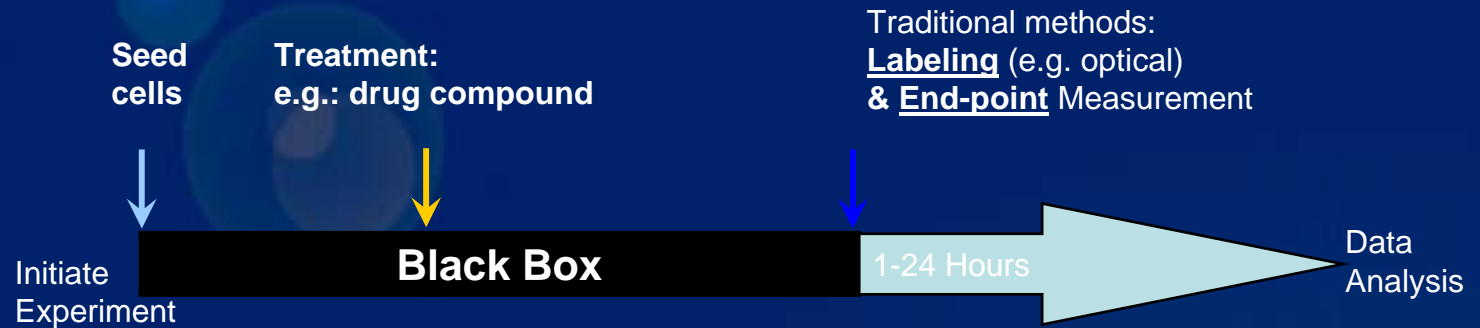 Seed
cells
Treatment:
e.g.: drug compound
Traditional methods:
Labeling (e.g. optical)
& End-point Measurement
Initiate
Experiment
Black Box
1-24 Hours
Data
Analysis